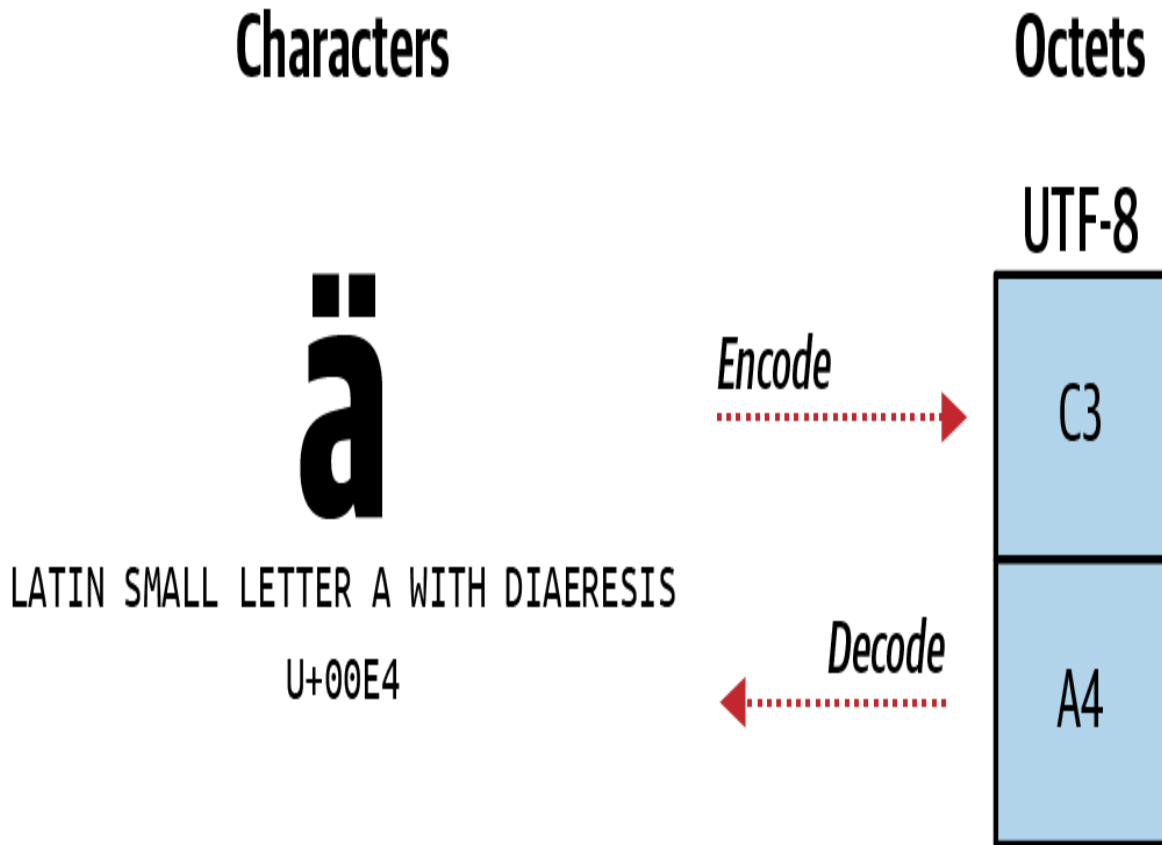 Characters
Octets
UTF-8
ä
Encode
C3
LATIN SMALL LETTER A WITH DIAERESIS
Decode
U+00E4
A4